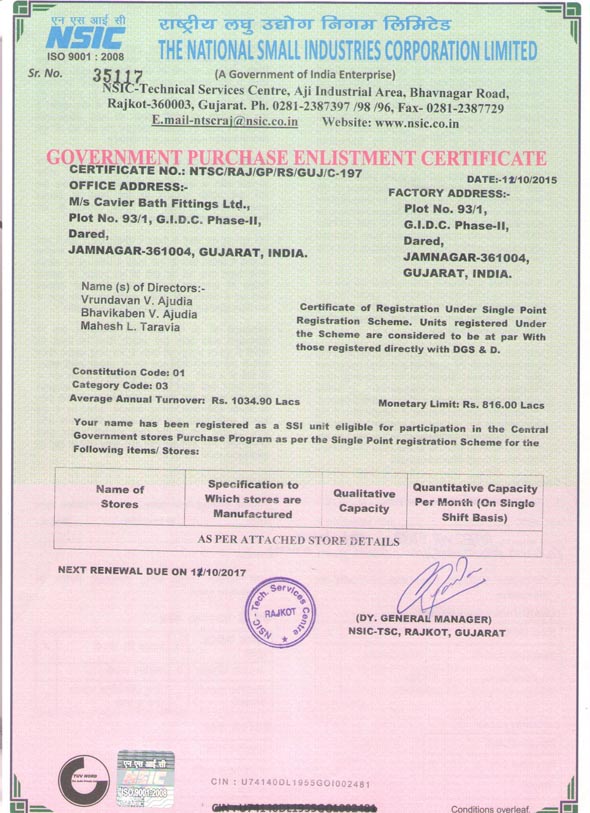 एन एस आई सी
राष्ट्रीय लघु उद्योग निगम लिमिटेड
NSIC
THE NATIONAL SMALL INDUSTRIES CORPORATION LIMITED
ISO 9001 : 2008
Sr. No. 35117
(A Government of India Enterprise)
NSIC-Technical Services Centre, Aji Industrial Area, Bhavnagar Road,
Rajkot-360003, Gujarat. Ph. 0281-2387397 /98 /96, Fax- 0281-2387729
E.mail-ntscraj@nsic.co.in Website: www.nsic.co.in
GOVERNMENT PURCHASE ENLISTMENT CERTIFICATE
CERTIFICATE NO.: NTSC/RAJ/GP/RS/GUJ/C-197
DATE:-12/10/2015
OFFICE ADDRESS:-
M/s Cavier Bath Fittings Ltd.,
Plot No. 93/1, G.I.D.C. Phase-II,
Dared,
JAMNAGAR-361004, GUJARAT, INDIA.
FACTORY ADDRESS:-
Plot No. 93/1,
G.I.D.C. Phase-II,
Dared,
JAMNAGAR-361004,
GUJARAT, INDIA.
Name (s) of Directors:-
Vrundavan V. Ajudia
Bhavikaben V. Ajudia
Mahesh L. Taravia
Certificate of Registration Under Single Point
Registration Scheme. Units registered Under
the Scheme are considered to be at par With
those registered directly with DGS & D.
Constitution Code: 01
Category Code: 03
Average Annual Turnover: Rs. 1034.90 Lacs
Monetary Limit: Rs. 816.00 Lacs
Your name has been registered as a SSI unit eligible for participation in the Central
Government stores Purchase Program as per the Single Point registration Scheme for the
Following items/ Stores:
Name of
Stores
Specification to
Which stores are
Manufactured
Qualitative
Capacity
Quantitative Capacity
Per Month (On Single
Shift Basis)
AS PER ATTACHED STORE DETAILS
NEXT RENEWAL DUE ON 12/10/2017
NSIC-Tech. Services Centre
RAJKOT
(DY. GENERAL MANAGER)
NSIC-TSC, RAJKOT, GUJARAT
TUV NORD
एन एस आई सी
NSIC
ISO:9001-2008
CIN : U74140DL1955GOI002481
CIN : U74140DL1955GOI002481
Conditions overleaf.